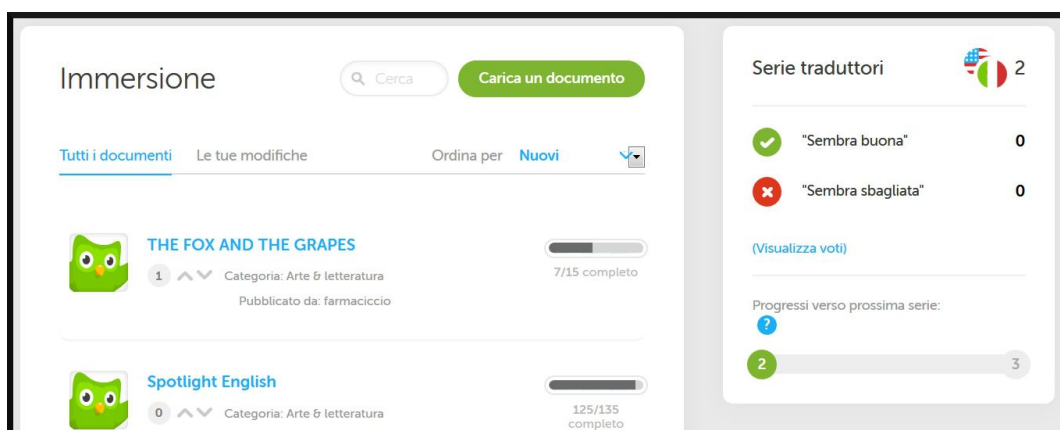 Immersione
Cerca
Carica un documento
Tutti i documenti
Le tue modifiche
Ordina per Nuovi
THE FOX AND THE GRAPES
1 Categoria: Arte & letteratura
Pubblicato da: farmaciccio
7/15 completo
Spotlight English
0 Categoria: Arte & letteratura
125/135
completo
Serie traduttori 2
"Sembra buona" 0
"Sembra sbagliata" 0
(Visualizza voti)
Progressi verso prossima serie:
?
2 3